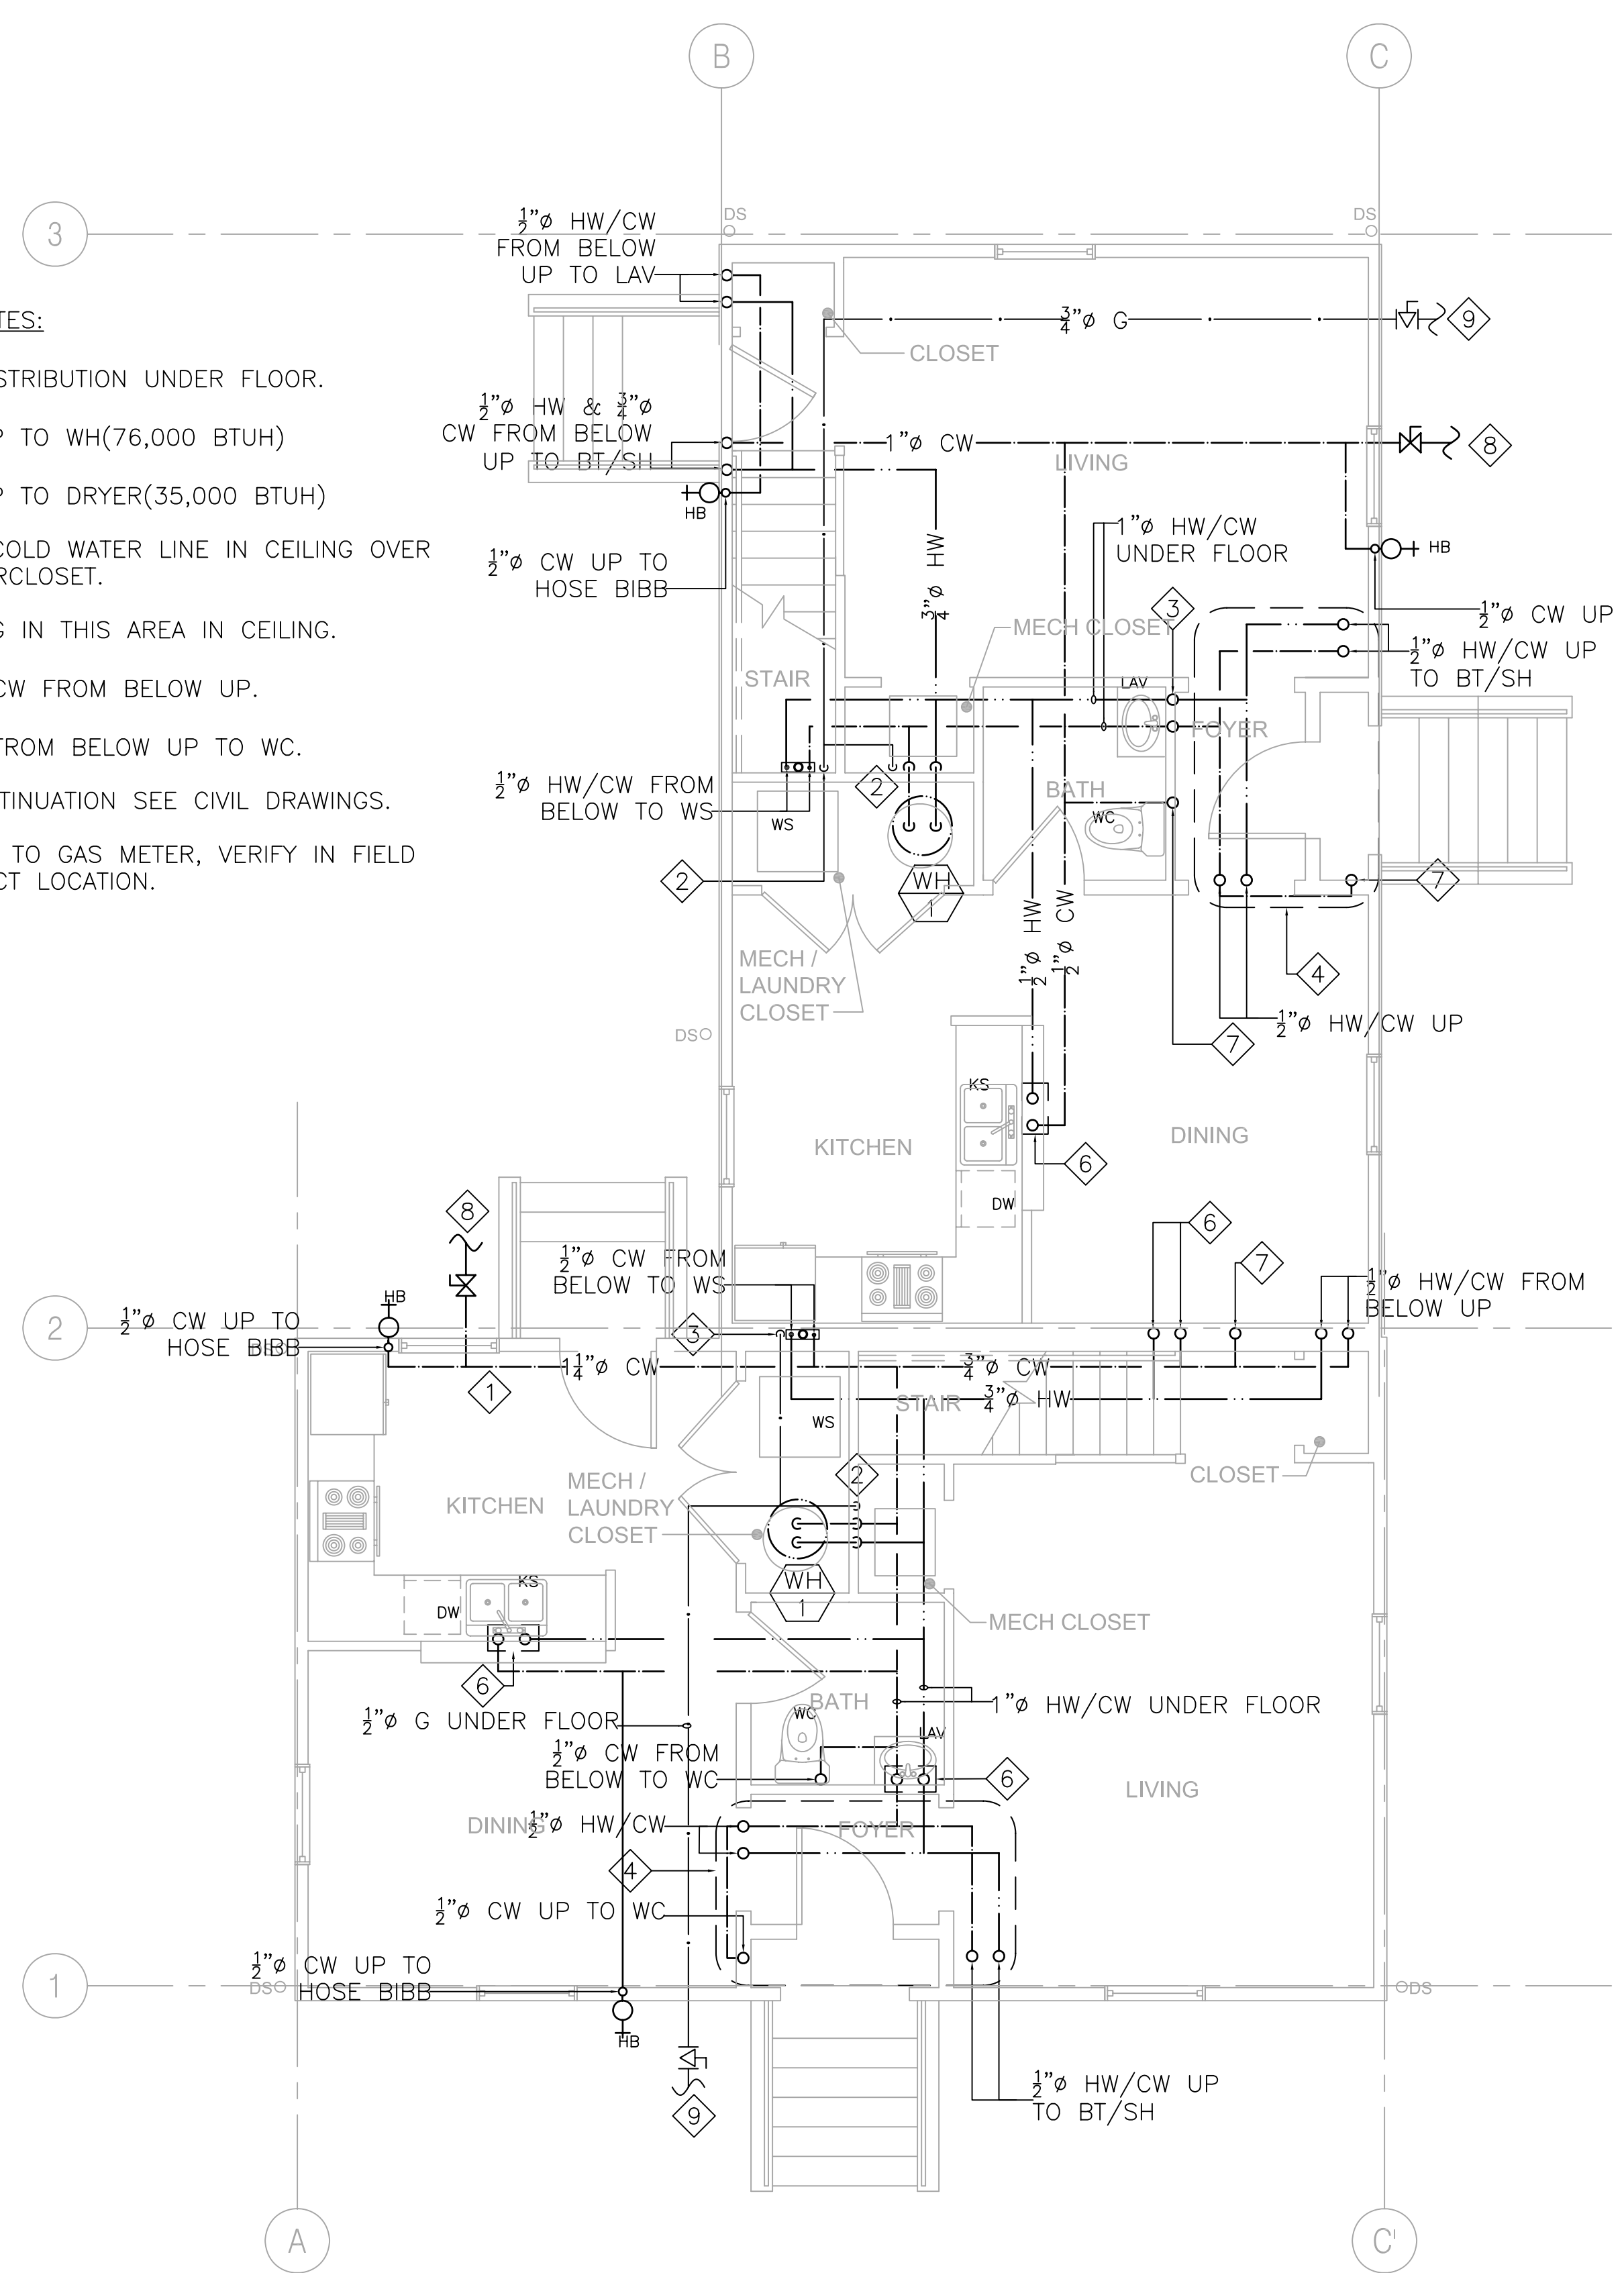 B
C
3
DS
DS
½"ø HW/CW
FROM BELOW
UP TO LAV
TES:
STRIBUTION UNDER FLOOR.
P TO WH(76,000 BTUH)
P TO DRYER(35,000 BTUH)
COLD WATER LINE IN CEILING OVER
RCLOSET.
G IN THIS AREA IN CEILING.
CW FROM BELOW UP.
FROM BELOW UP TO WC.
TINUATION SEE CIVIL DRAWINGS.
TO GAS METER, VERIFY IN FIELD
CT LOCATION.
¾"ø G
9
CLOSET
½"ø HW & ¾"ø
CW FROM BELOW
UP TO BT/SH
1"ø CW
8
LIVING
HB
½"ø CW UP TO
HOSE BIBB
1"ø HW/CW
UNDER FLOOR
HB
¾"ø HW
3
½"ø CW UP
MECH CLOSET
½"ø HW/CW UP
TO BT/SH
STAIR
LAV
FOYER
½"ø HW/CW FROM
BELOW TO WS
2
BATH
WS
WC
2
WH
1
7
½"ø HW
½"ø CW
MECH /
LAUNDRY
CLOSET
4
DS
½"ø HW/CW UP
7
KS
KITCHEN
DINING
6
DW
8
6
½"ø CW FROM
BELOW TO WS
7
½"ø HW/CW FROM
BELOW UP
HB
2
½"ø CW UP TO
HOSE BIBB
DS
3
1¼"ø CW
¾"ø CW
1
¾"ø HW
STAIR
WS
2
CLOSET
KITCHEN
MECH /
LAUNDRY
CLOSET
WH
1
KS
DW
MECH CLOSET
6
BATH
1"ø HW/CW UNDER FLOOR
½"ø G UNDER FLOOR
WC
LAV
½"ø CW FROM
BELOW TO WC
6
LIVING
DINING
½"ø HW/CW
FOYER
4
½"ø CW UP TO WC
½"ø CW UP TO
HOSE BIBB
1
DS
DS
HB
½"ø HW/CW UP
TO BT/SH
9
A
C'